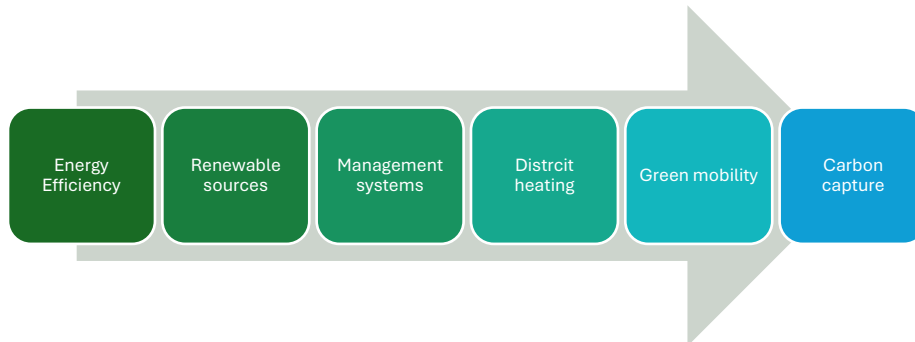 Energy
Efficiency
Renewable
sources
Management
systems
Distrcit
heating
Green mobility
Carbon
capture